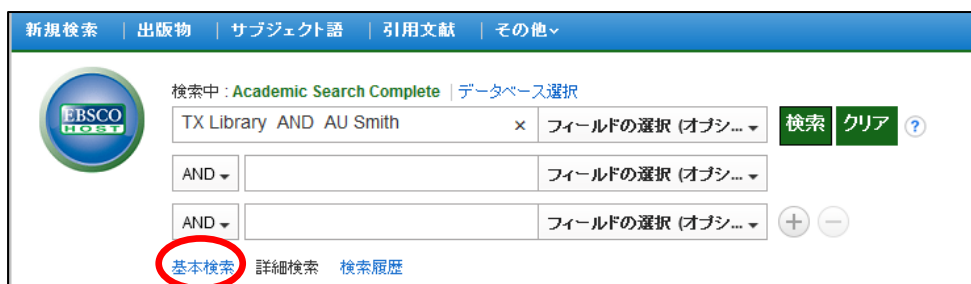 新規検索 | 出版物 | サブジェクト語 | 引用文献 | その他
EBSCO
HOST
検索中 : Academic Search Complete | データベース選択
TX Library AND AU Smith × フィールドの選択 (オプシ... 検索 クリア ?
AND フィールドの選択 (オプシ...
AND フィールドの選択 (オプシ... + −
基本検索 詳細検索 検索履歴